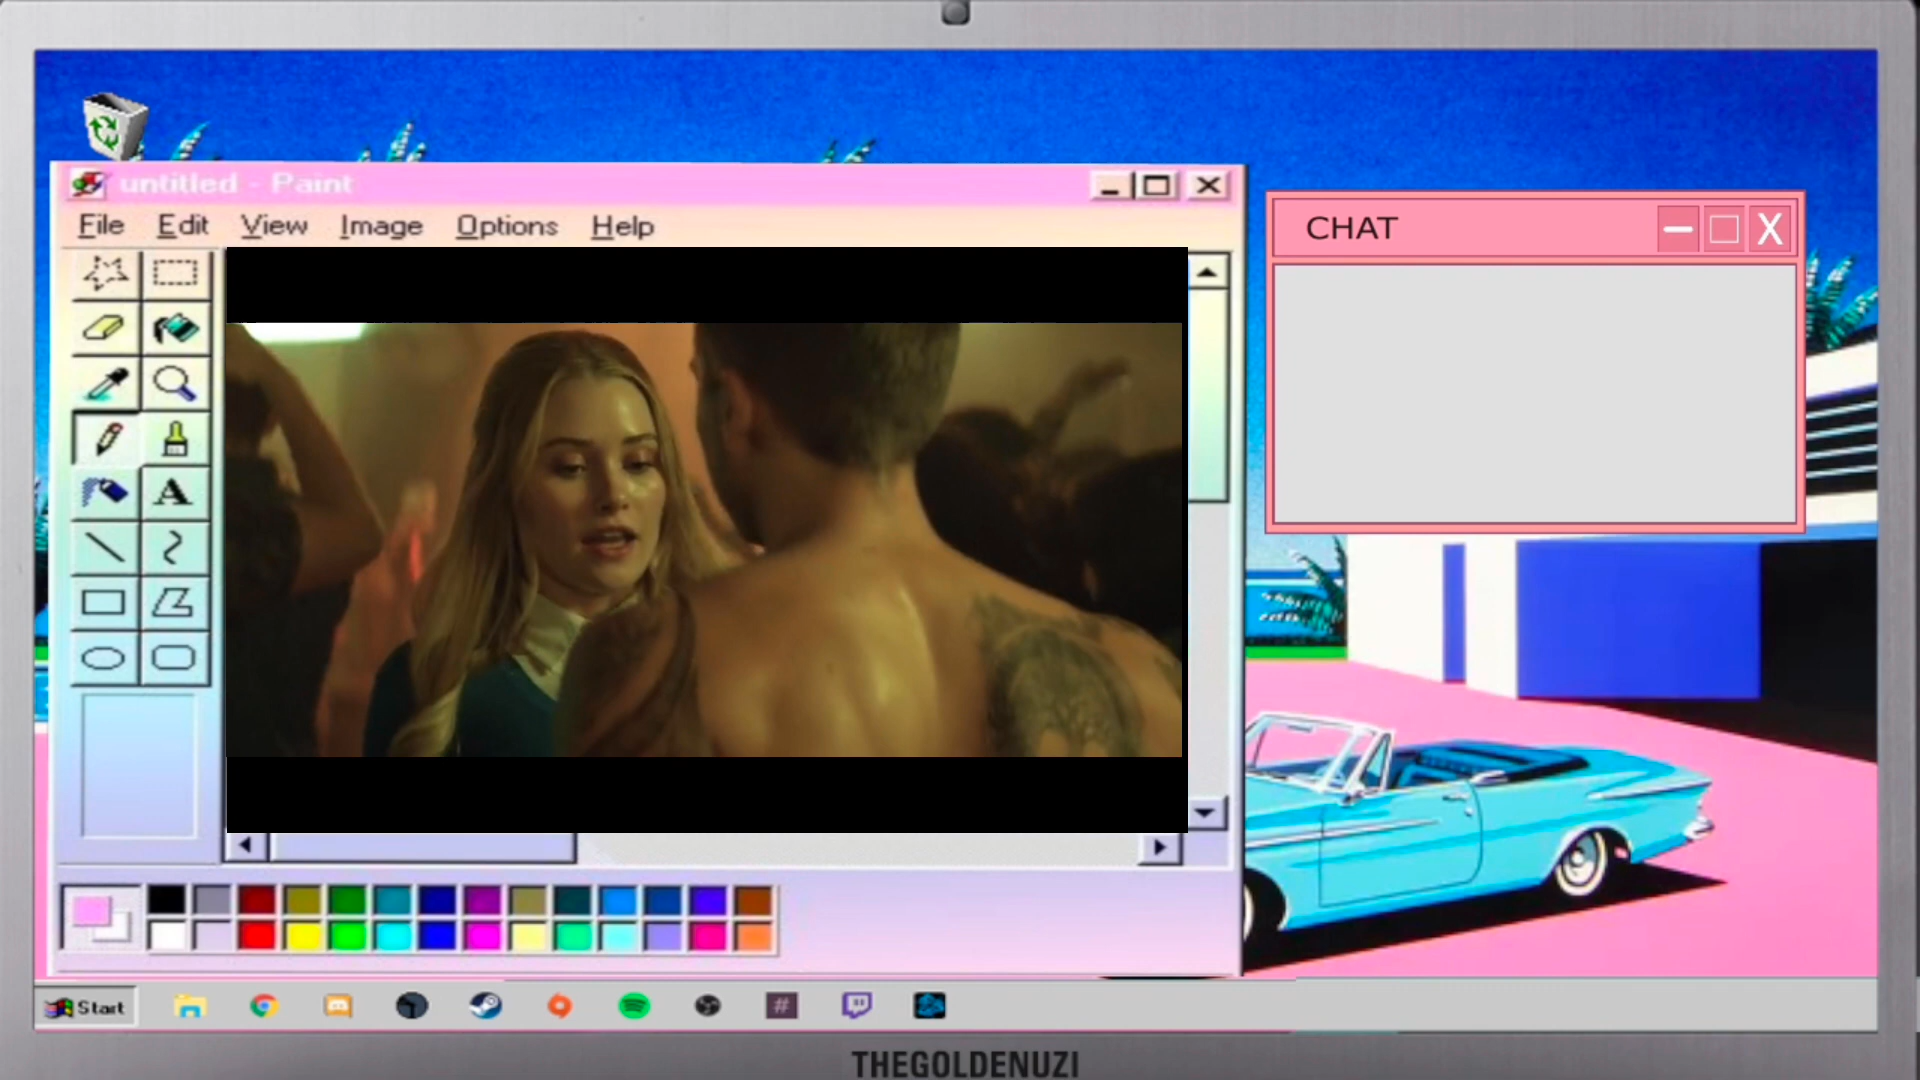 untitled - Paint
File Edit View Image Options Help
CHAT
X
A
Start
#
THEGOLDENUZI